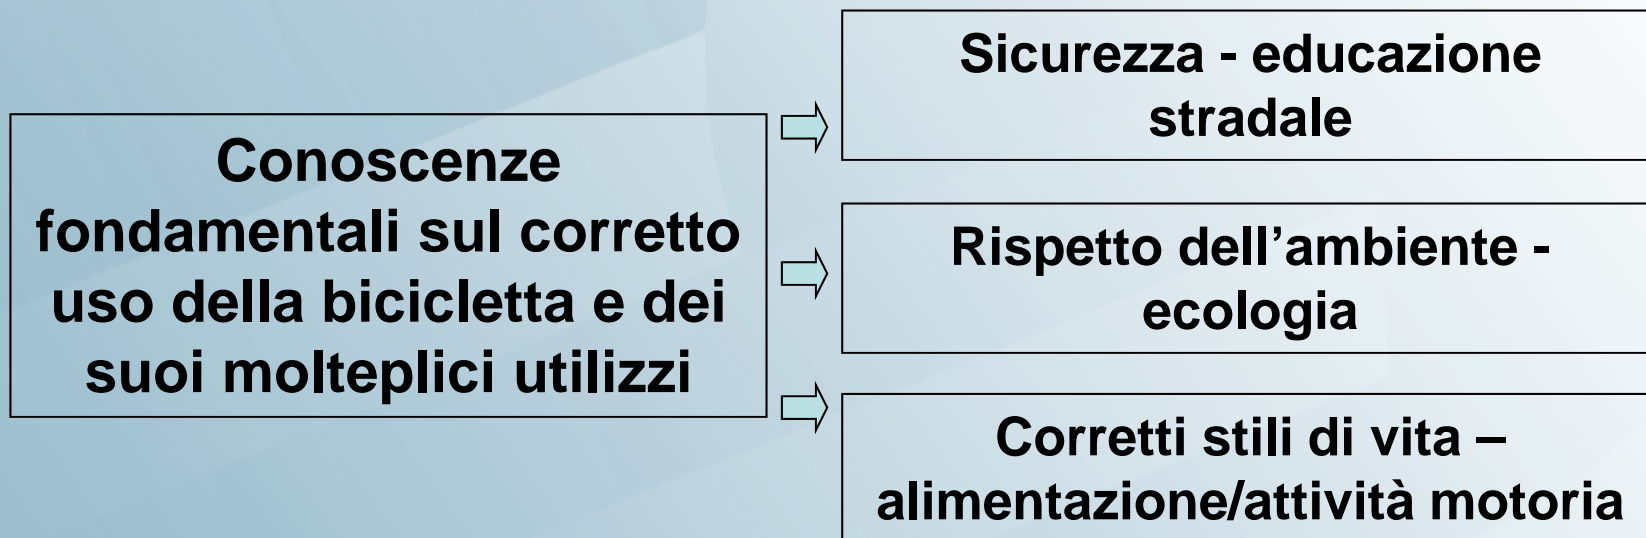 Conoscenze
fondamentali sul corretto
uso della bicicletta e dei
suoi molteplici utilizzi
Sicurezza - educazione
stradale
Rispetto dell’ambiente -
ecologia
Corretti stili di vita –
alimentazione/attività motoria